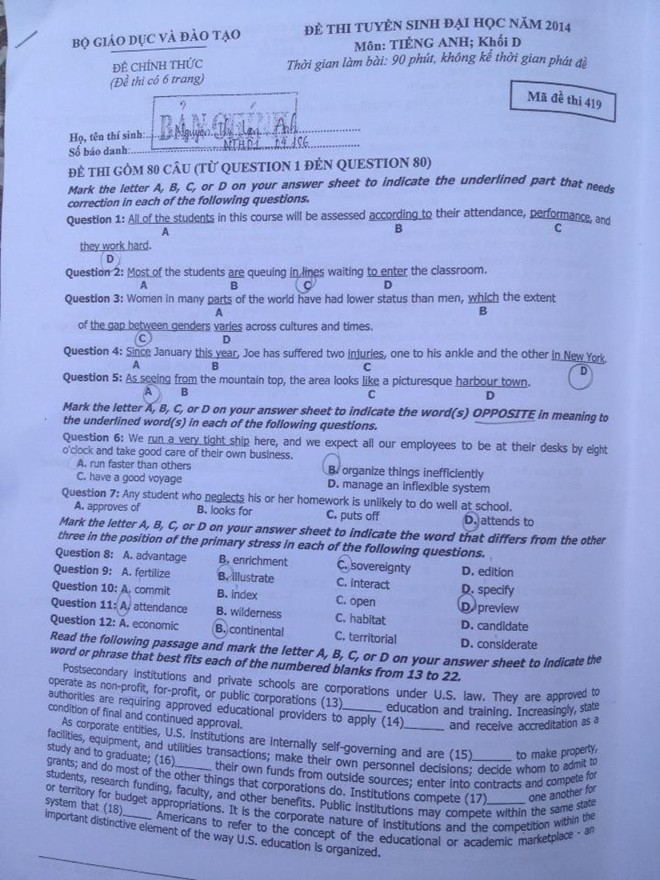 BỘ GIÁO DỤC VÀ ĐÀO TẠO
ĐỀ THI TUYỂN SINH ĐẠI HỌC NĂM 2014
Môn: TIẾNG ANH; Khối D
ĐỀ CHÍNH THỨC
(Đề thi có 6 trang)
Thời gian làm bài: 90 phút, không kể thời gian phát đề
Mã đề thi 419
Họ, tên thí sinh:
Số báo danh:
ĐỀ THI GỒM 80 CÂU (TỪ QUESTION 1 ĐẾN QUESTION 80)
Mark the letter A, B, C, or D on your answer sheet to indicate the underlined part that needs
correction in each of the following questions.
Question 1: All of the students in this course will be assessed according to their attendance, performance, and
A B C
they work hard.
D
Question 2: Most of the students are queuing in lines waiting to enter the classroom.
A B C D
Question 3: Women in many parts of the world have had lower status than men, which the extent
A B
of the gap between genders varies across cultures and times.
C D
Question 4: Since January this year, Joe has suffered two injuries, one to his ankle and the other in New York.
A B C D
Question 5: As seeing from the mountain top, the area looks like a picturesque harbour town.
A B C D
Mark the letter A, B, C, or D on your answer sheet to indicate the word(s) OPPOSITE in meaning to
the underlined word(s) in each of the following questions.
Question 6: We run a very tight ship here, and we expect all our employees to be at their desks by eight
o'clock and take good care of their own business.
A. run faster than others B. organize things inefficiently
C. have a good voyage D. manage an inflexible system
Question 7: Any student who neglects his or her homework is unlikely to do well at school.
A. approves of B. looks for C. puts off D. attends to
Mark the letter A, B, C, or D on your answer sheet to indicate the word that differs from the other
three in the position of the primary stress in each of the following questions.
Question 8: A. advantage B. enrichment C. sovereignty D. edition
Question 9: A. fertilize B. illustrate C. interact D. specify
Question 10: A. commit B. index C. open D. preview
Question 11: A. attendance B. wilderness C. habitat D. candidate
Question 12: A. economic B. continental C. territorial D. considerate
Read the following passage and mark the letter A, B, C, or D on your answer sheet to indicate the
word or phrase that best fits each of the numbered blanks from 13 to 22.
Postsecondary institutions and private schools are corporations under U.S. law. They are approved to
operate as non-profit, for-profit, or public corporations (13)______ education and training. Increasingly, state
authorities are requiring approved educational providers to apply (14)______ and receive accreditation as a
condition of final and continued approval.
As corporate entities, U.S. institutions are internally self-governing and are (15)______ to make property,
facilities, equipment, and utilities transactions; make their own personnel decisions; decide whom to admit to
study and to graduate; (16)______ their own funds from outside sources; enter into contracts and compete for
grants; and do most of the other things that corporations do. Institutions compete (17)______ one another for
students, research funding, faculty, and other benefits. Public institutions may compete within the same state
or territory for budget appropriations. It is the corporate nature of institutions and the competition within the
system that (18)______ Americans to refer to the concept of the educational or academic marketplace - an
important distinctive element of the way U.S. education is organized.